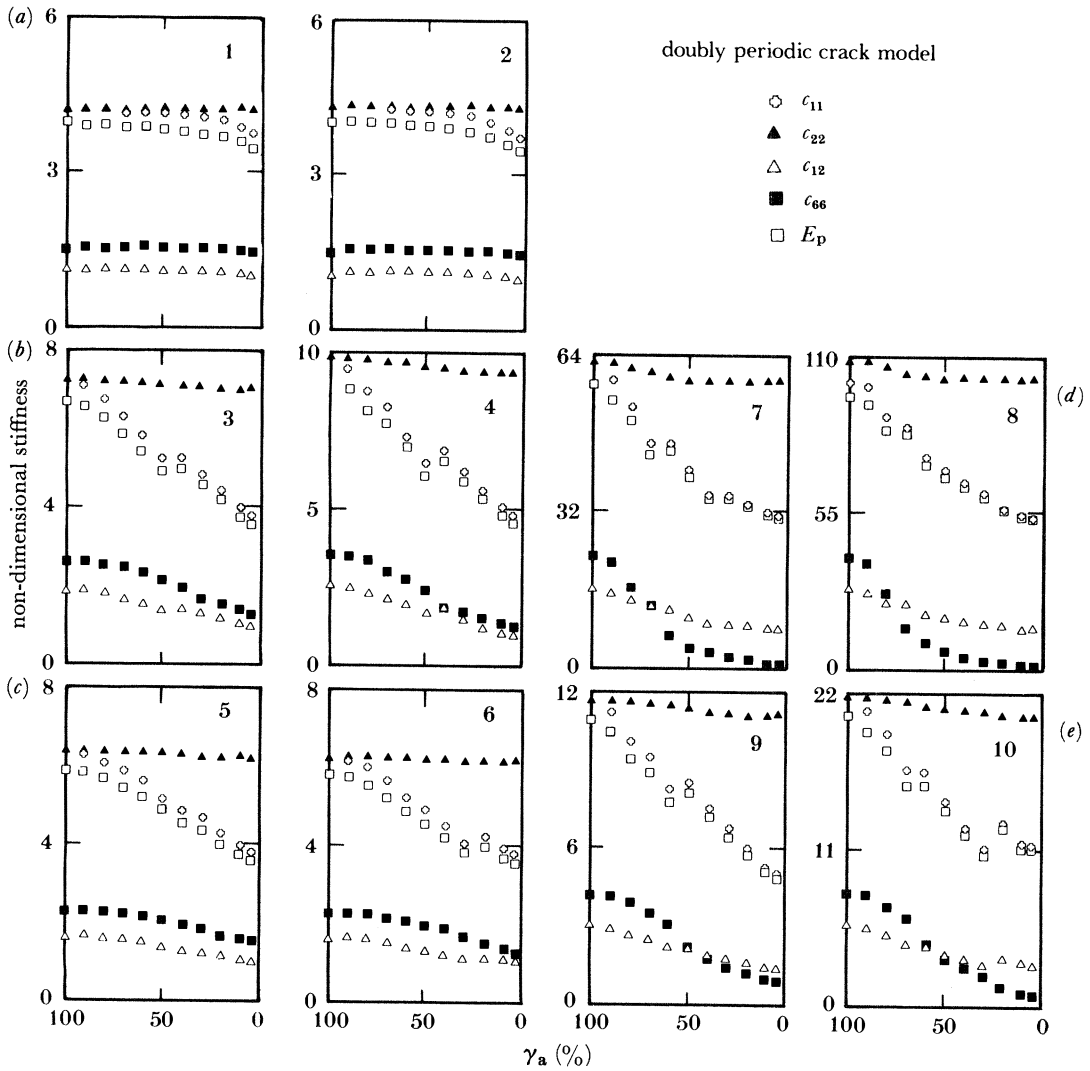 (a)
6
3
0
1
6
3
0
2
doubly periodic crack model
c₁₁
c₂₂
c₁₂
c₆₆
Eₚ
(b)
8
4
0
3
10
5
0
4
64
32
0
7
110
55
0
8
(d)
non-dimensional stiffness
(c)
8
4
0
5
8
4
0
6
12
6
0
9
22
11
0
10
(e)
100 50 0
100 50 0
100 50 0
100 50 0
γₐ (%)